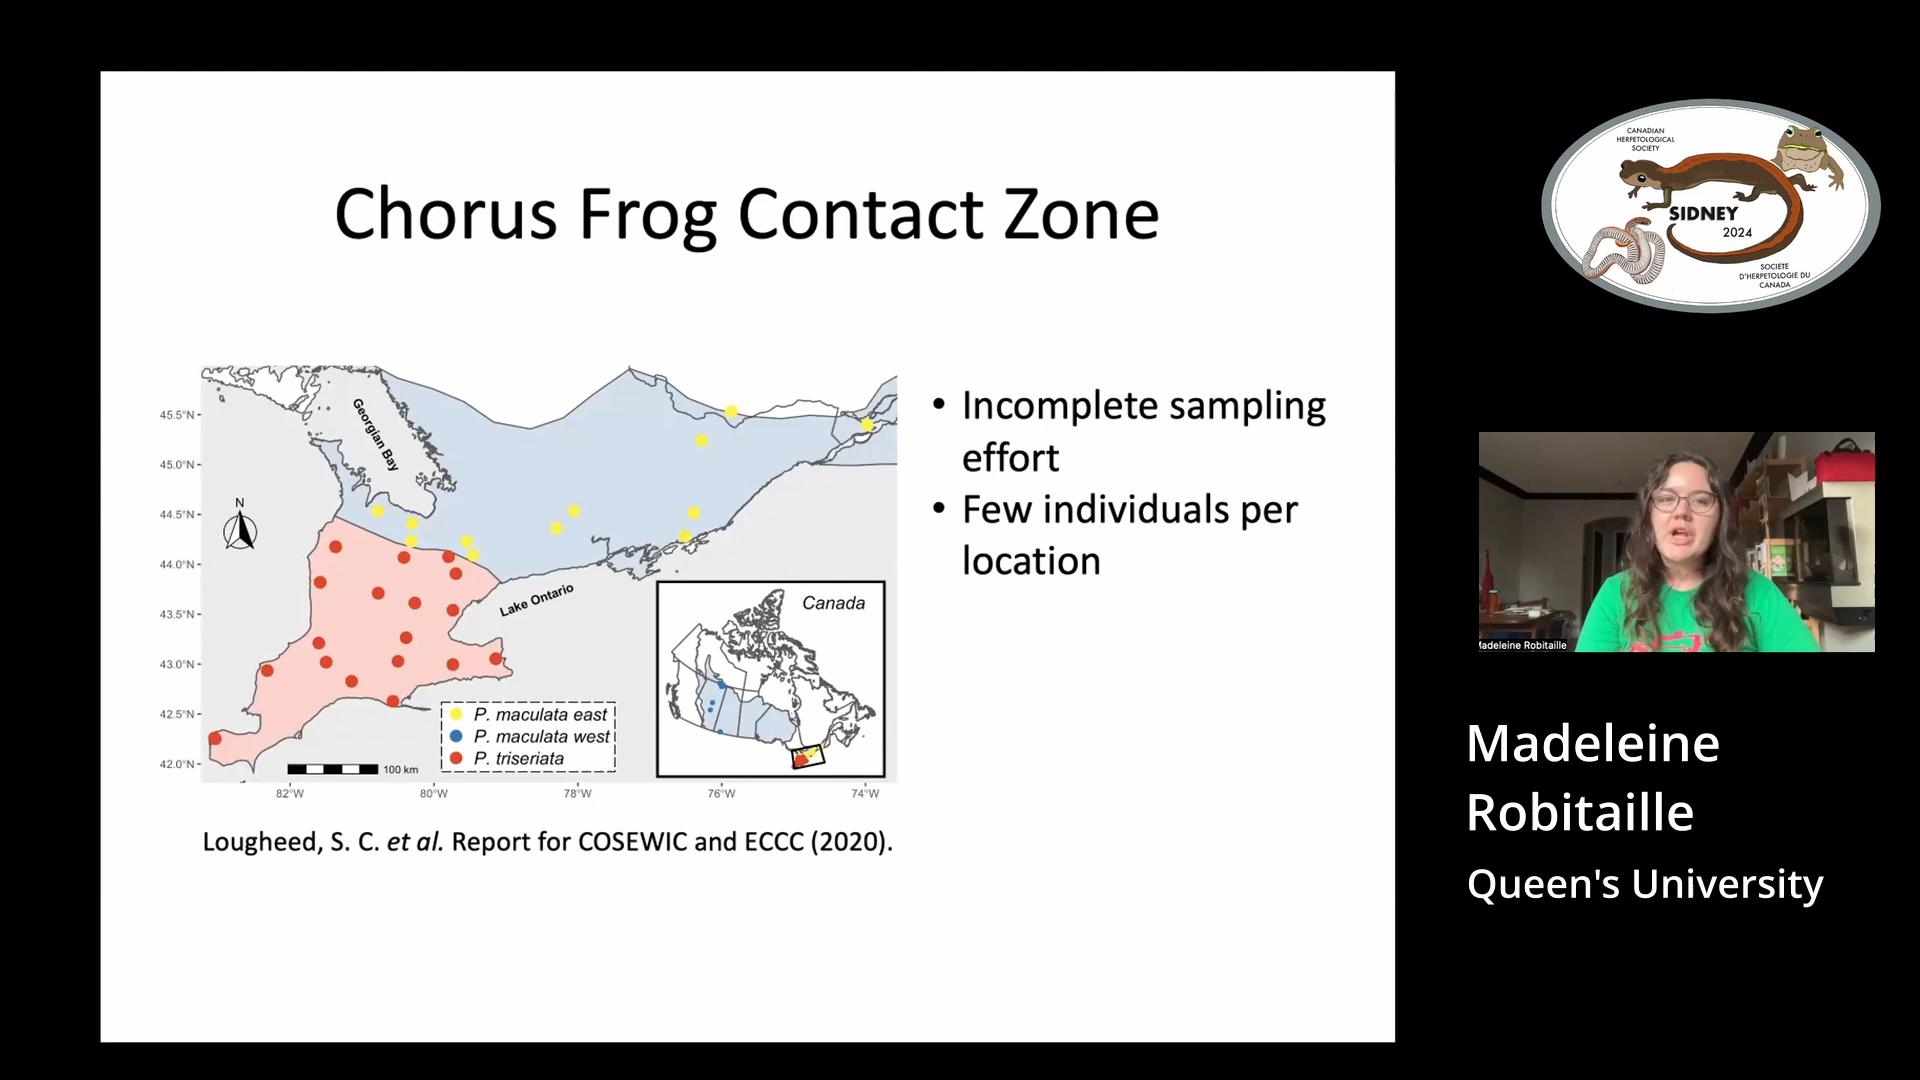 Chorus Frog Contact Zone
• Incomplete sampling
effort
• Few individuals per
location
45.5°N
45.0°N
44.5°N
44.0°N
43.5°N
43.0°N
42.5°N
42.0°N
82°W
80°W
78°W
76°W
74°W
Georgian Bay
N
Lake Ontario
Canada
P. maculata east
P. maculata west
P. triseriata
100 km
Lougheed, S. C. et al. Report for COSEWIC and ECCC (2020).
CANADIAN
HERPETOLOGICAL
SOCIETY
SIDNEY
2024
SOCIETE
D'HERPETOLOGIE DU
CANADA
Madeleine Robitaille
Madeleine
Robitaille
Queen's University